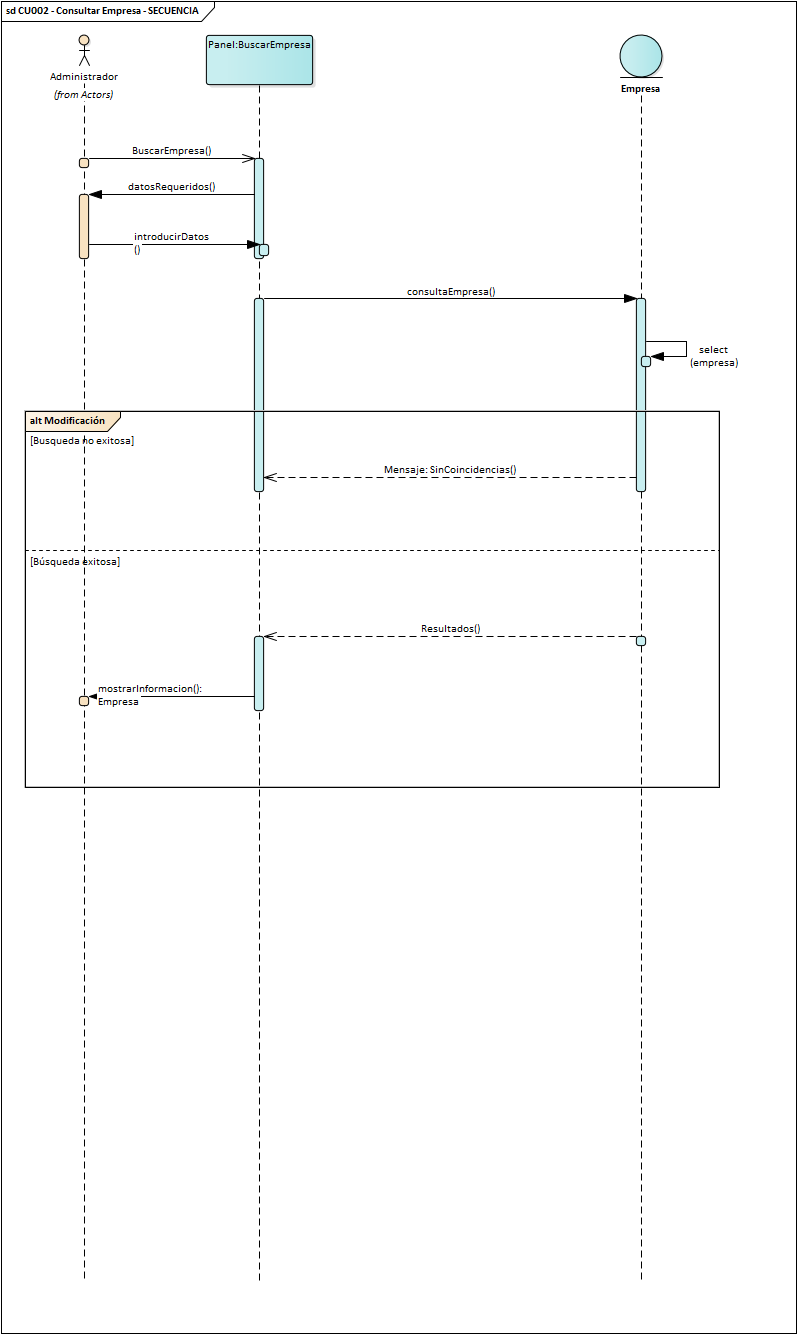 sd CU002 - Consultar Empresa - SECUENCIA
Administrador
(from Actors)
Panel:BuscarEmpresa
Empresa
BuscarEmpresa()
datosRequeridos()
introducirDatos
()
consultaEmpresa()
select
(empresa)
alt Modificación
[Busqueda no exitosa]
Mensaje: SinCoincidencias()
[Búsqueda exitosa]
Resultados()
mostrarInformacion():
Empresa